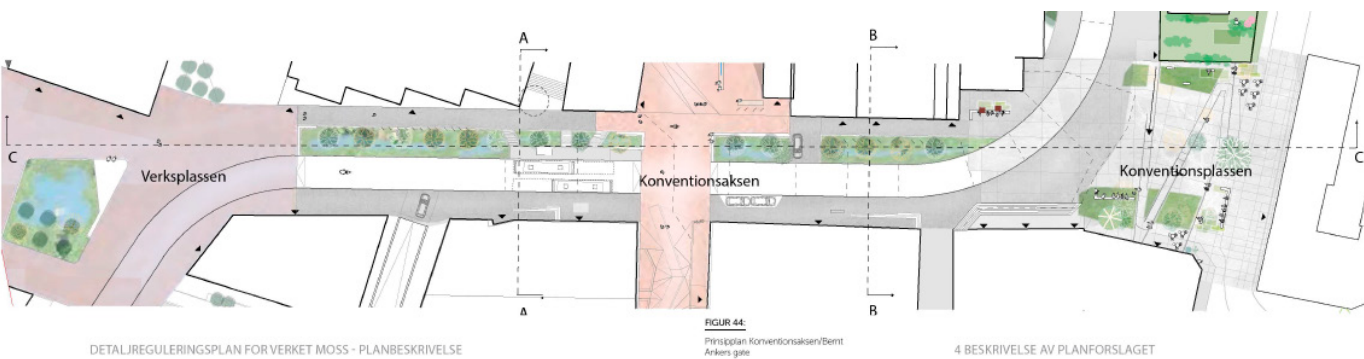 A
B
C
C
Verksplassen
Konventionsaksen
Konventionsplassen
A
B
FIGUR 44:
Prinsipplan Konventionsaksen/Bernt
Ankers gate
DETALJREGULERINGSPLAN FOR VERKET MOSS - PLANBESKRIVELSE
4 BESKRIVELSE AV PLANFORSLAGET